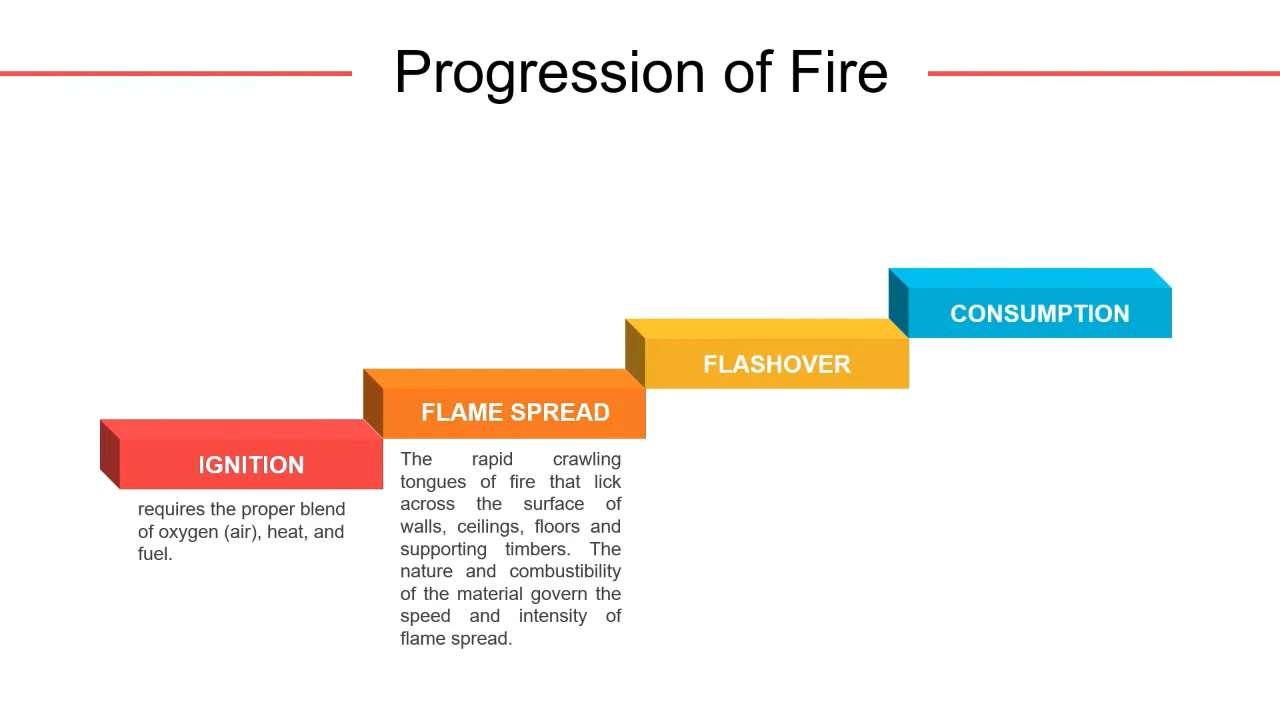 Progression of Fire
CONSUMPTION
FLASHOVER
FLAME SPREAD
IGNITION
requires the proper blend
of oxygen (air), heat, and
fuel.
The rapid crawling
tongues of fire that lick
across the surface of
walls, ceilings, floors and
supporting timbers. The
nature and combustibility
of the material govern the
speed and intensity of
flame spread.